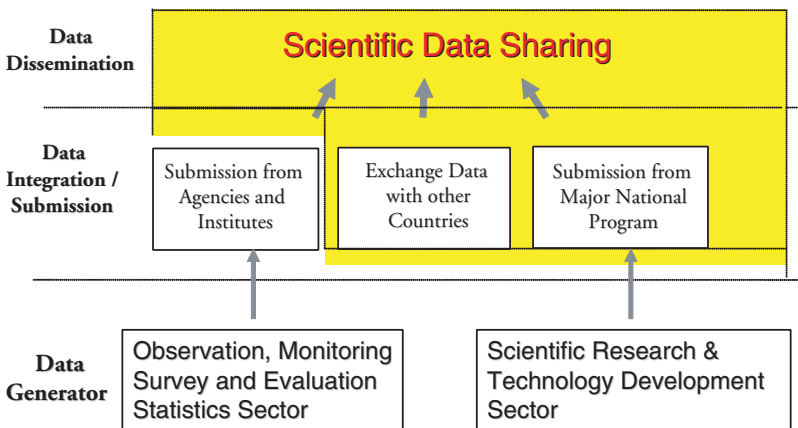 Data
Dissemination
Scientific Data Sharing
Data
Integration /
Submission
Submission from
Agencies and
Institutes
Exchange Data
with other
Countries
Submission from
Major National
Program
Data
Generator
Observation, Monitoring
Survey and Evaluation
Statistics Sector
Scientific Research &
Technology Development
Sector